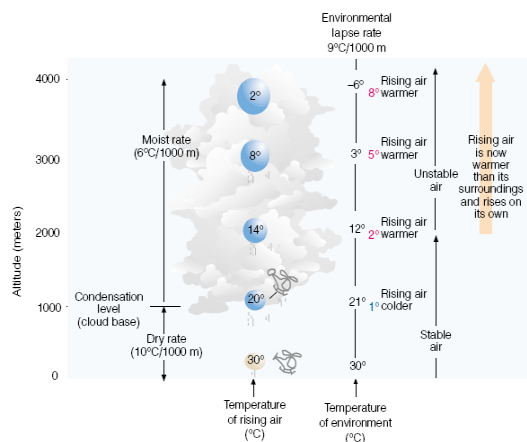 Environmental
lapse rate
9°C/1000 m
4000
2°
–6°
8°
Rising air
warmer
Moist rate
(6°C/1000 m)
3000
8°
3°
5°
Rising air
warmer
Unstable
air
Rising air
is now
warmer
than its
surroundings
and rises on
its own
Altitude (meters)
2000
14°
12°
2°
Rising air
warmer
Condensation
level
(cloud base)
1000
20°
21°
1°
Rising air
colder
Dry rate
(10°C/1000 m)
Stable
air
0
30°
30°
Temperature
of rising air
(°C)
Temperature
of environment
(°C)